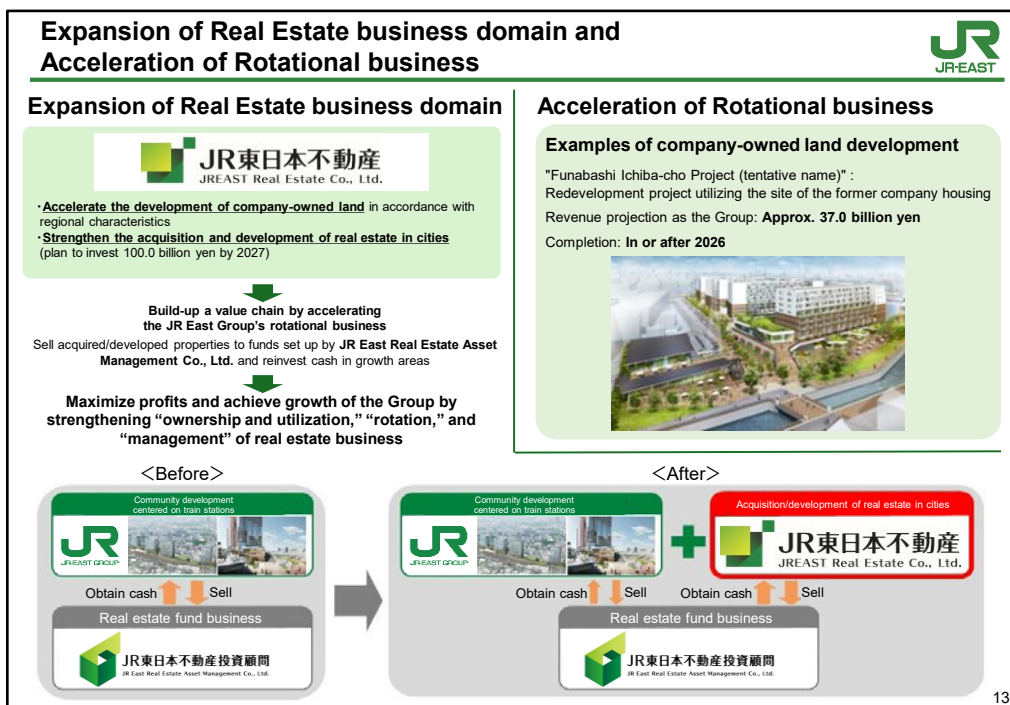 Expansion of Real Estate business domain and
Acceleration of Rotational business
JR
JR-EAST
Expansion of Real Estate business domain
JR東日本不動産
JREAST Real Estate Co., Ltd.
・Accelerate the development of company-owned land in accordance with
regional characteristics
・Strengthen the acquisition and development of real estate in cities
(plan to invest 100.0 billion yen by 2027)
Build-up a value chain by accelerating
the JR East Group's rotational business
Sell acquired/developed properties to funds set up by JR East Real Estate Asset
Management Co., Ltd. and reinvest cash in growth areas
Maximize profits and achieve growth of the Group by
strengthening “ownership and utilization,” “rotation,” and
“management” of real estate business
Acceleration of Rotational business
Examples of company-owned land development
"Funabashi Ichiba-cho Project (tentative name)" :
Redevelopment project utilizing the site of the former company housing
Revenue projection as the Group: Approx. 37.0 billion yen
Completion: In or after 2026
＜Before＞
Community development
centered on train stations
JR
JR-EAST GROUP
Obtain cash
Sell
Real estate fund business
JR東日本不動産投資顧問
JR East Real Estate Asset Management Co., Ltd.
＜After＞
Community development
centered on train stations
JR
JR-EAST GROUP
Acquisition/development of real estate in cities
JR東日本不動産
JREAST Real Estate Co., Ltd.
Obtain cash
Sell
Obtain cash
Sell
Real estate fund business
JR東日本不動産投資顧問
JR East Real Estate Asset Management Co., Ltd.
13